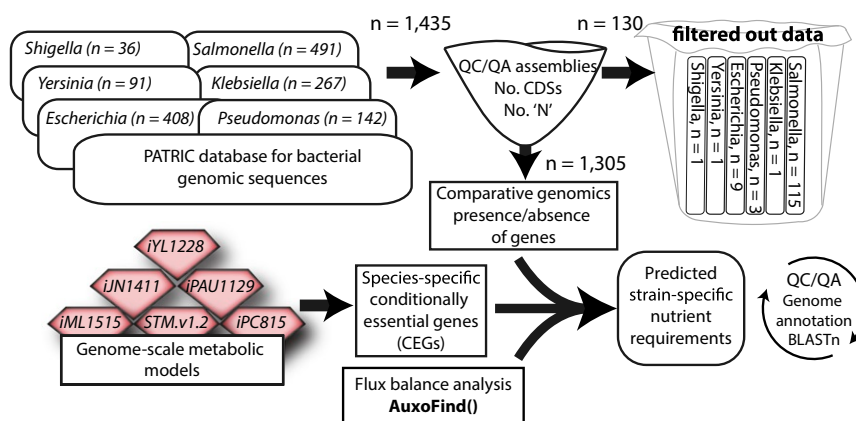 n = 1,435
n = 130
filtered out data
Shigella (n = 36)
Salmonella (n = 491)
Yersinia (n = 91)
Klebsiella (n = 267)
Escherichia (n = 408)
Pseudomonas (n = 142)
PATRIC database for bacterial
genomic sequences
QC/QA assemblies
No. CDSs
No. 'N'
n = 1,305
Shigella, n = 1
Yersinia, n = 1
Escherichia, n = 9
Pseudomonas, n = 3
Klebsiella, n = 1
Salmonella, n = 115
Comparative genomics
presence/absence
of genes
iYL1228
iJN1411
iPAU1129
iML1515
STM.v1.2
iPC815
Genome-scale metabolic
models
Species-specific
conditionally
essential genes
(CEGs)
Flux balance analysis
AuxoFind()
Predicted
strain-specific
nutrient
requirements
QC/QA
Genome
annotation
BLASTn